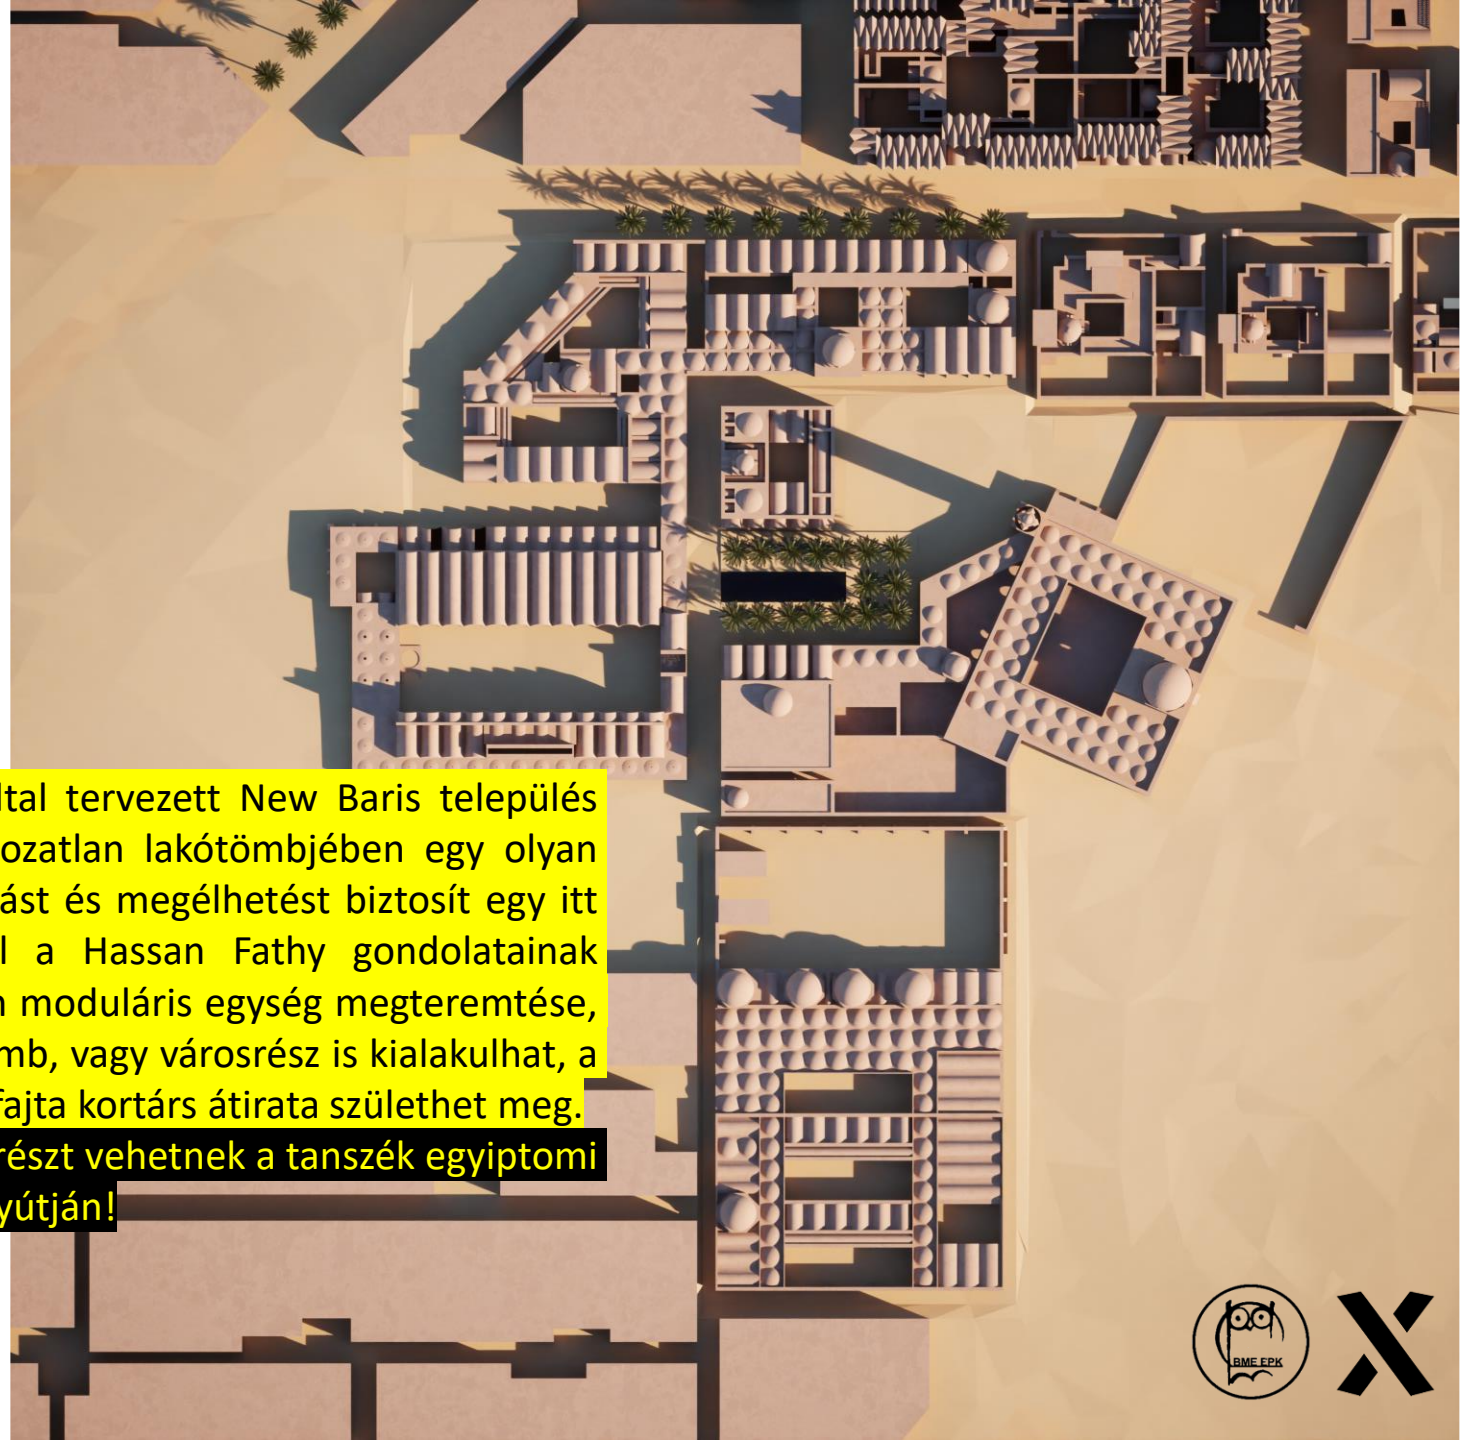 ltal tervezett New Baris település
ozatlan lakótömbjében egy olyan
ást és megélhetést biztosít egy itt
l a Hassan Fathy gondolatainak
n moduláris egység megteremtése,
mb, vagy városrész is kialakulhat, a
fajta kortárs átirata születhet meg.
részt vehetnek a tanszék egyiptomi
yútján!
BME EPK
X